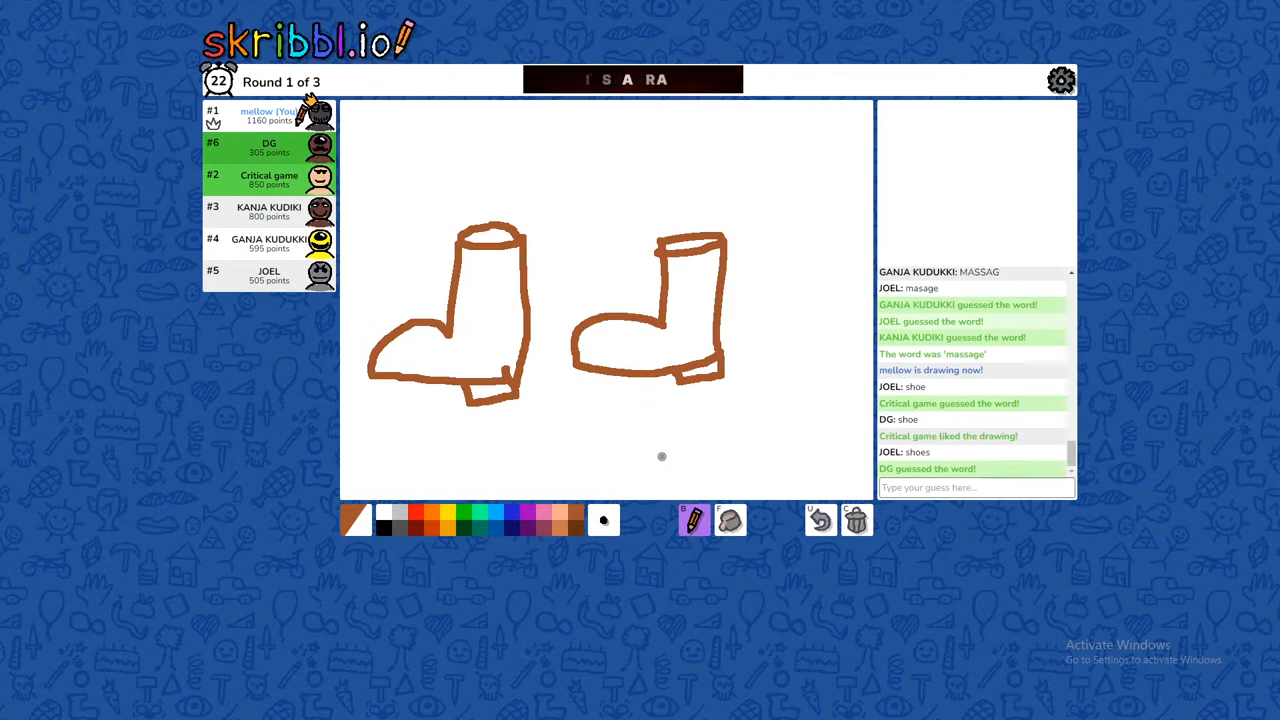 skribbl.io
22
Round 1 of 3
I S A RA
#1
mellow (You)
1160 points
#6
DG
305 points
#2
Critical game
850 points
#3
KANJA KUDIKI
800 points
#4
GANJA KUDUKKI
595 points
#5
JOEL
505 points
GANJA KUDUKKI: MASSAG
JOEL: masage
GANJA KUDUKKI guessed the word!
JOEL guessed the word!
KANJA KUDIKI guessed the word!
The word was 'massage'
mellow is drawing now!
JOEL: shoe
Critical game guessed the word!
DG: shoe
Critical game liked the drawing!
JOEL: shoes
DG guessed the word!
Type your guess here...
B
F
U
C
Activate Windows
Go to Settings to activate Windows.